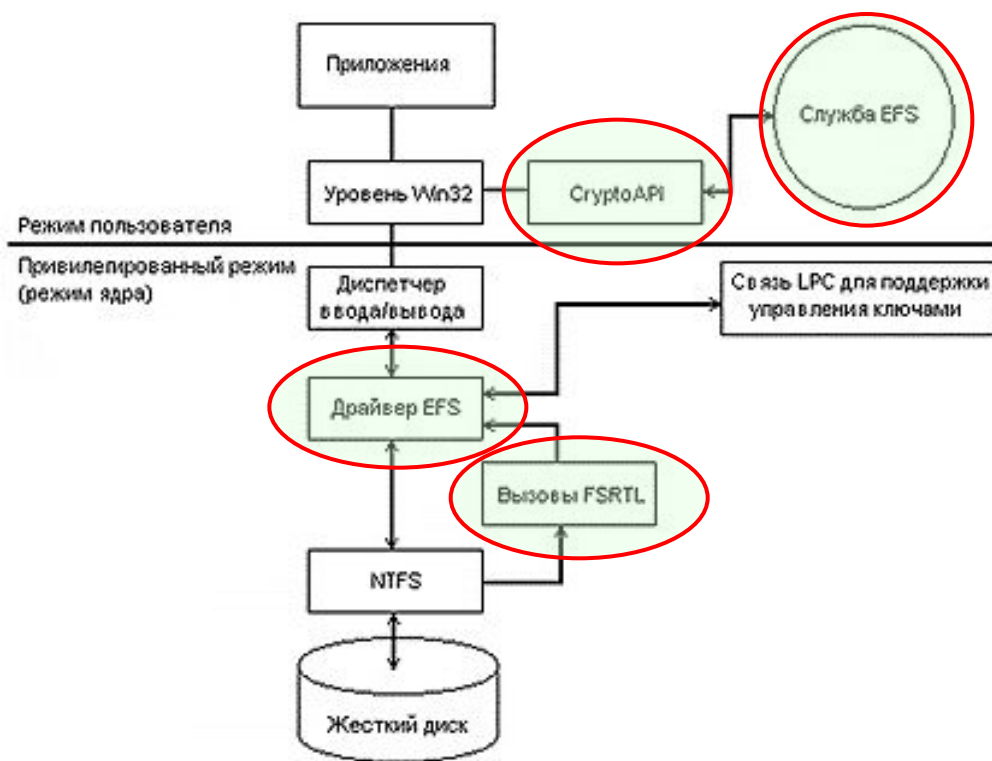 Приложения
Служба EFS
Уровень Win32
CryptoAPI
Режим пользователя
Привилегированный режим
(режим ядра)
Диспетчер
ввода/вывода
Связь LPC для поддержки
управления ключами
Драйвер EFS
Вызовы FSRTL
NTFS
Жесткий диск